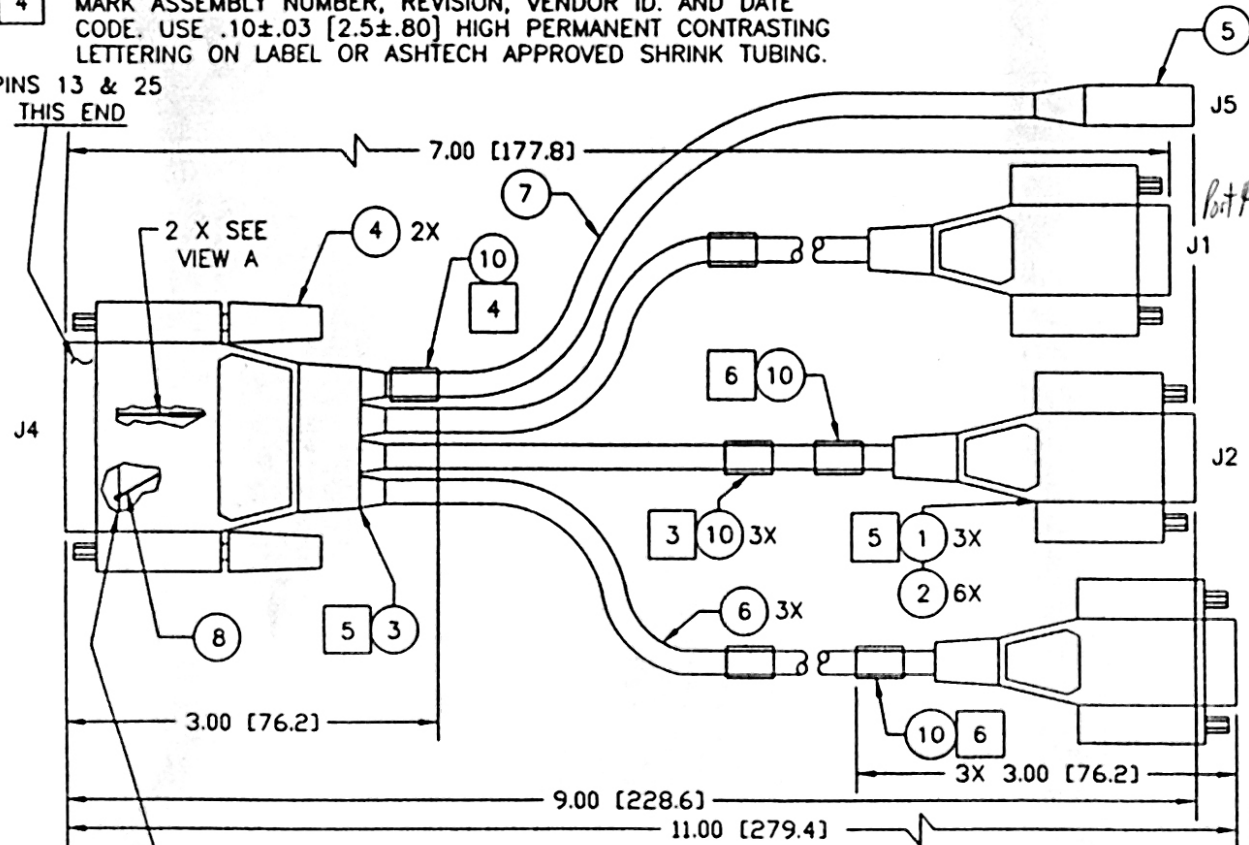 4 MARK ASSEMBLY NUMBER, REVISION, VENDOR ID. AND DATE
CODE. USE .10±.03 [2.5±.80] HIGH PERMANENT CONTRASTING
LETTERING ON LABEL OR ASHTECH APPROVED SHRINK TUBING.
PINS 13 & 25
THIS END
5
J5
7.00 [177.8]
7
Port
J1
2 X SEE
VIEW A
4 2X
10
4
6 10
J4
J2
3 10 3X
5 1 3X
2 6X
8
5 3
6 3X
3.00 [76.2]
10 6
3X 3.00 [76.2]
9.00 [228.6]
11.00 [279.4]